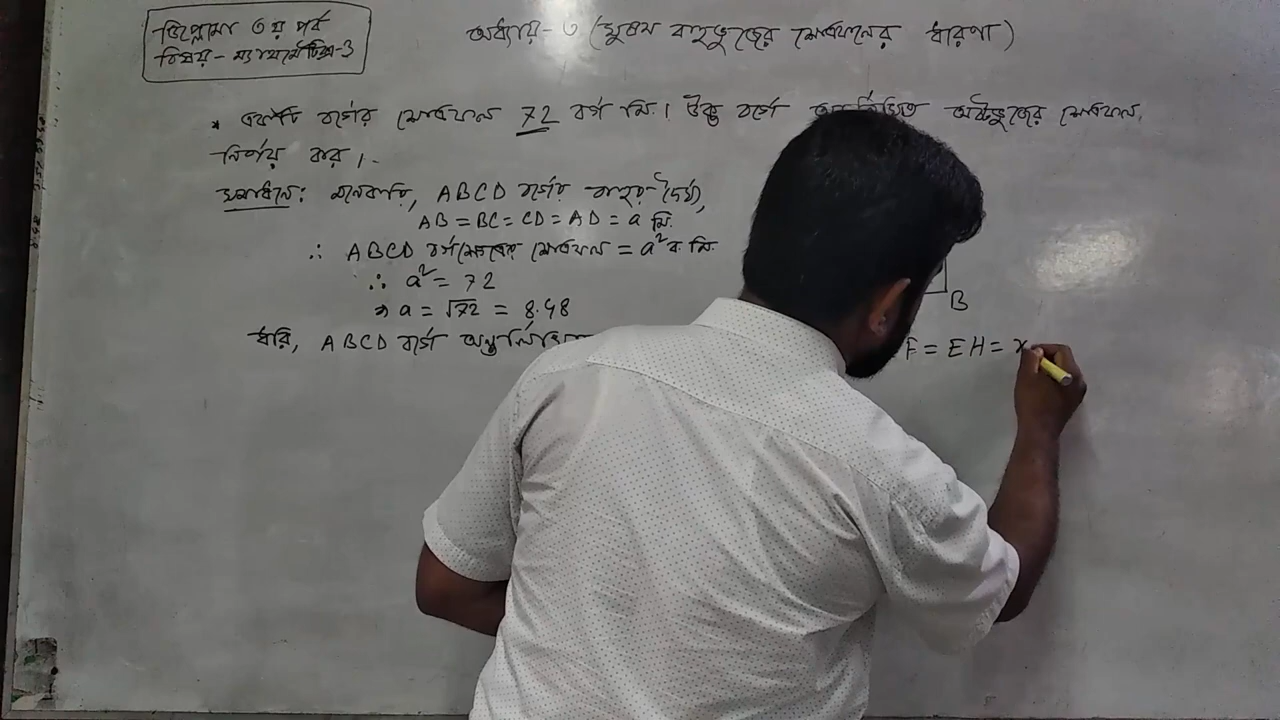 ডিপ্লোমা ৩য় পর্ব
বিষয় - ম্যাথমেটিক্স-3
অধ্যায় - ৩ (সুষম বহুভুজের ক্ষেত্রফলের ধারণা)
* একটি বর্গের ক্ষেত্রফল 72 বর্গ মি। উক্ত বর্গে অন্তর্লিখিত অষ্টভুজের ক্ষেত্রফল
নির্ণয় কর।
সমাধান: মনেকরি, ABCD বর্গের বাহুর দৈর্ঘ্য,
AB = BC = CD = AD = a মি.
∴ ABCD বর্গক্ষেত্রের ক্ষেত্রফল = a² ব. মি.
∴ a² = 72
⇒ a = √72 = 8.48
B
ধরি, ABCD বর্গে F = EH = x